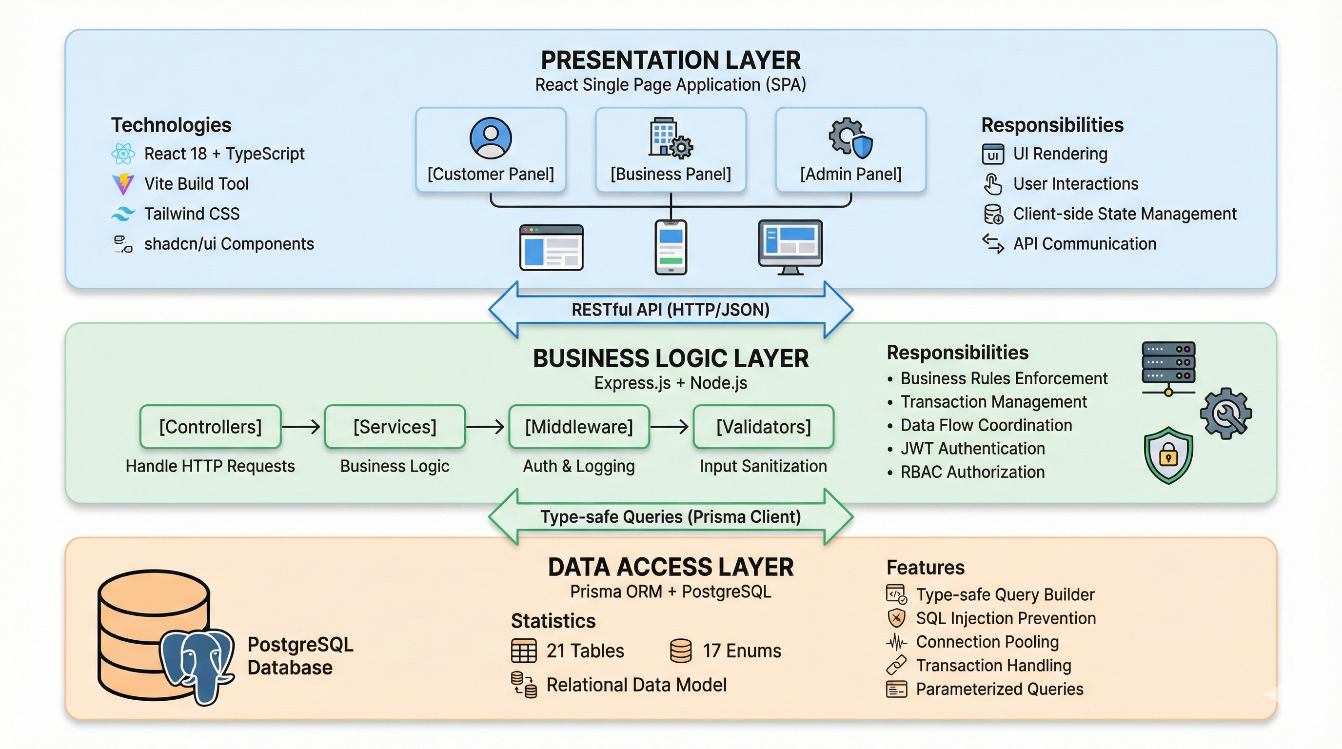 PRESENTATION LAYER
React Single Page Application (SPA)
Technologies
React 18 + TypeScript
Vite Build Tool
Tailwind CSS
shadcn/ui Components
[Customer Panel]
[Business Panel]
[Admin Panel]
Responsibilities
UI
UI Rendering
User Interactions
Client-side State Management
API Communication
RESTful API (HTTP/JSON)
BUSINESS LOGIC LAYER
Express.js + Node.js
[Controllers]
[Services]
[Middleware]
[Validators]
Handle HTTP Requests
Business Logic
Auth & Logging
Input Sanitization
Responsibilities
• Business Rules Enforcement
• Transaction Management
• Data Flow Coordination
• JWT Authentication
• RBAC Authorization
Type-safe Queries (Prisma Client)
DATA ACCESS LAYER
Prisma ORM + PostgreSQL
PostgreSQL
Database
Statistics
21 Tables
17 Enums
Relational Data Model
Features
Type-safe Query Builder
SQL Injection Prevention
Connection Pooling
Transaction Handling
Parameterized Queries